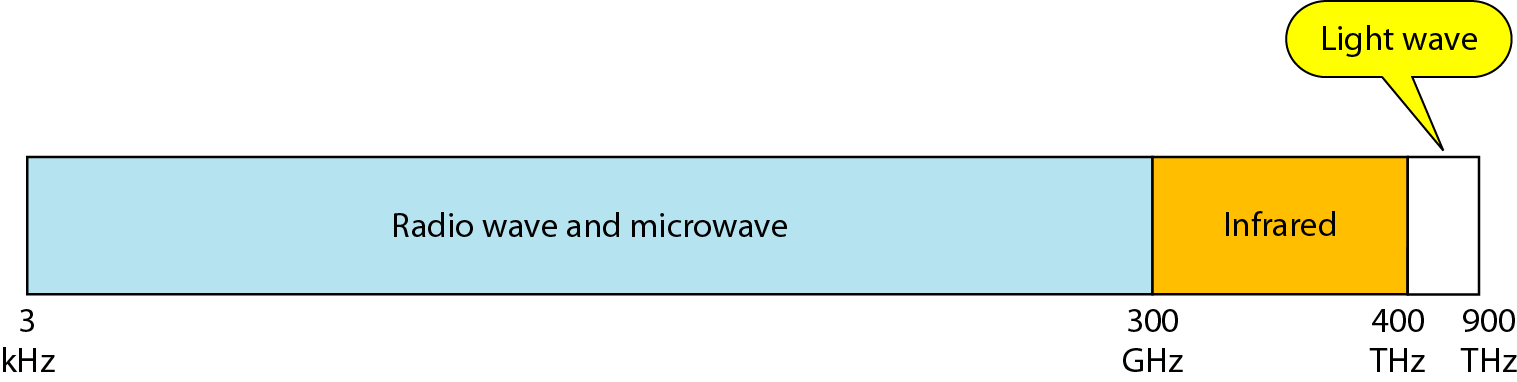 Light wave
Radio wave and microwave
Infrared
3
kHz
300
GHz
400
THz
900
THz